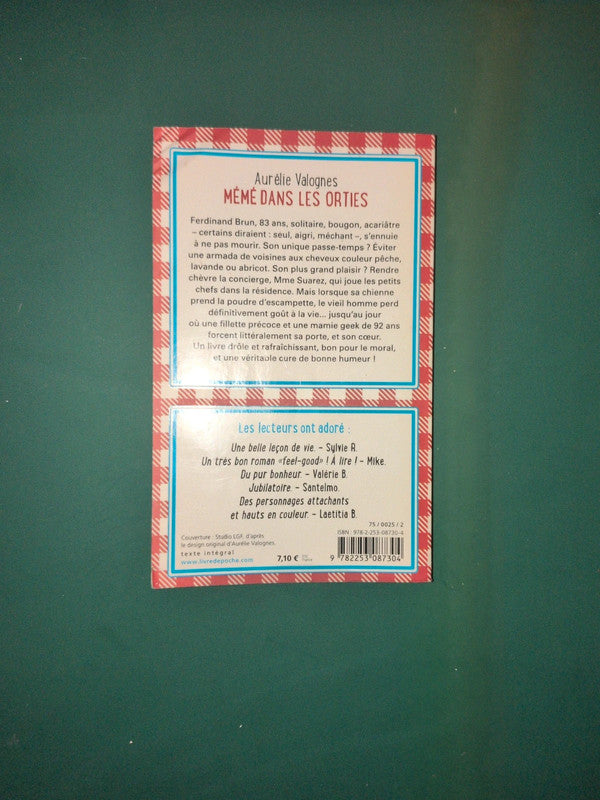 Aurélie Valognes
MÉMÉ DANS LES ORTIES
Ferdinand Brun, 83 ans, solitaire, bougon, acariâtre
– certains diraient : seul, aigri, méchant –, s'ennuie
à ne pas mourir. Son unique passe-temps ? Éviter
une armada de voisines aux cheveux couleur pêche,
lavande ou abricot. Son plus grand plaisir ? Rendre
chèvre la concierge, Mme Suarez, qui joue les petits
chefs dans la résidence. Mais lorsque sa chienne
prend la poudre d'escampette, le vieil homme perd
définitivement goût à la vie... jusqu'au jour
où une fillette précoce et une mamie geek de 92 ans
forcent littéralement sa porte, et son cœur.
Un livre drôle et rafraîchissant, bon pour le moral,
et une véritable cure de bonne humeur !
Les lecteurs ont adoré :
Une belle leçon de vie. – Sylvie R.
Un très bon roman «feel-good» ! À lire ! – Mike.
Du pur bonheur. – Valérie B.
Jubilatoire. – Santelmo.
Des personnages attachants
et hauts en couleur. – Laetitia B.
75 / 0025 / 2
ISBN : 978-2-253-08730-4
Couverture : Studio LGF, d'après
le design original d'Aurélie Valognes.
texte intégral
www.livredepoche.com
7,10 €
France
9 782253 087304